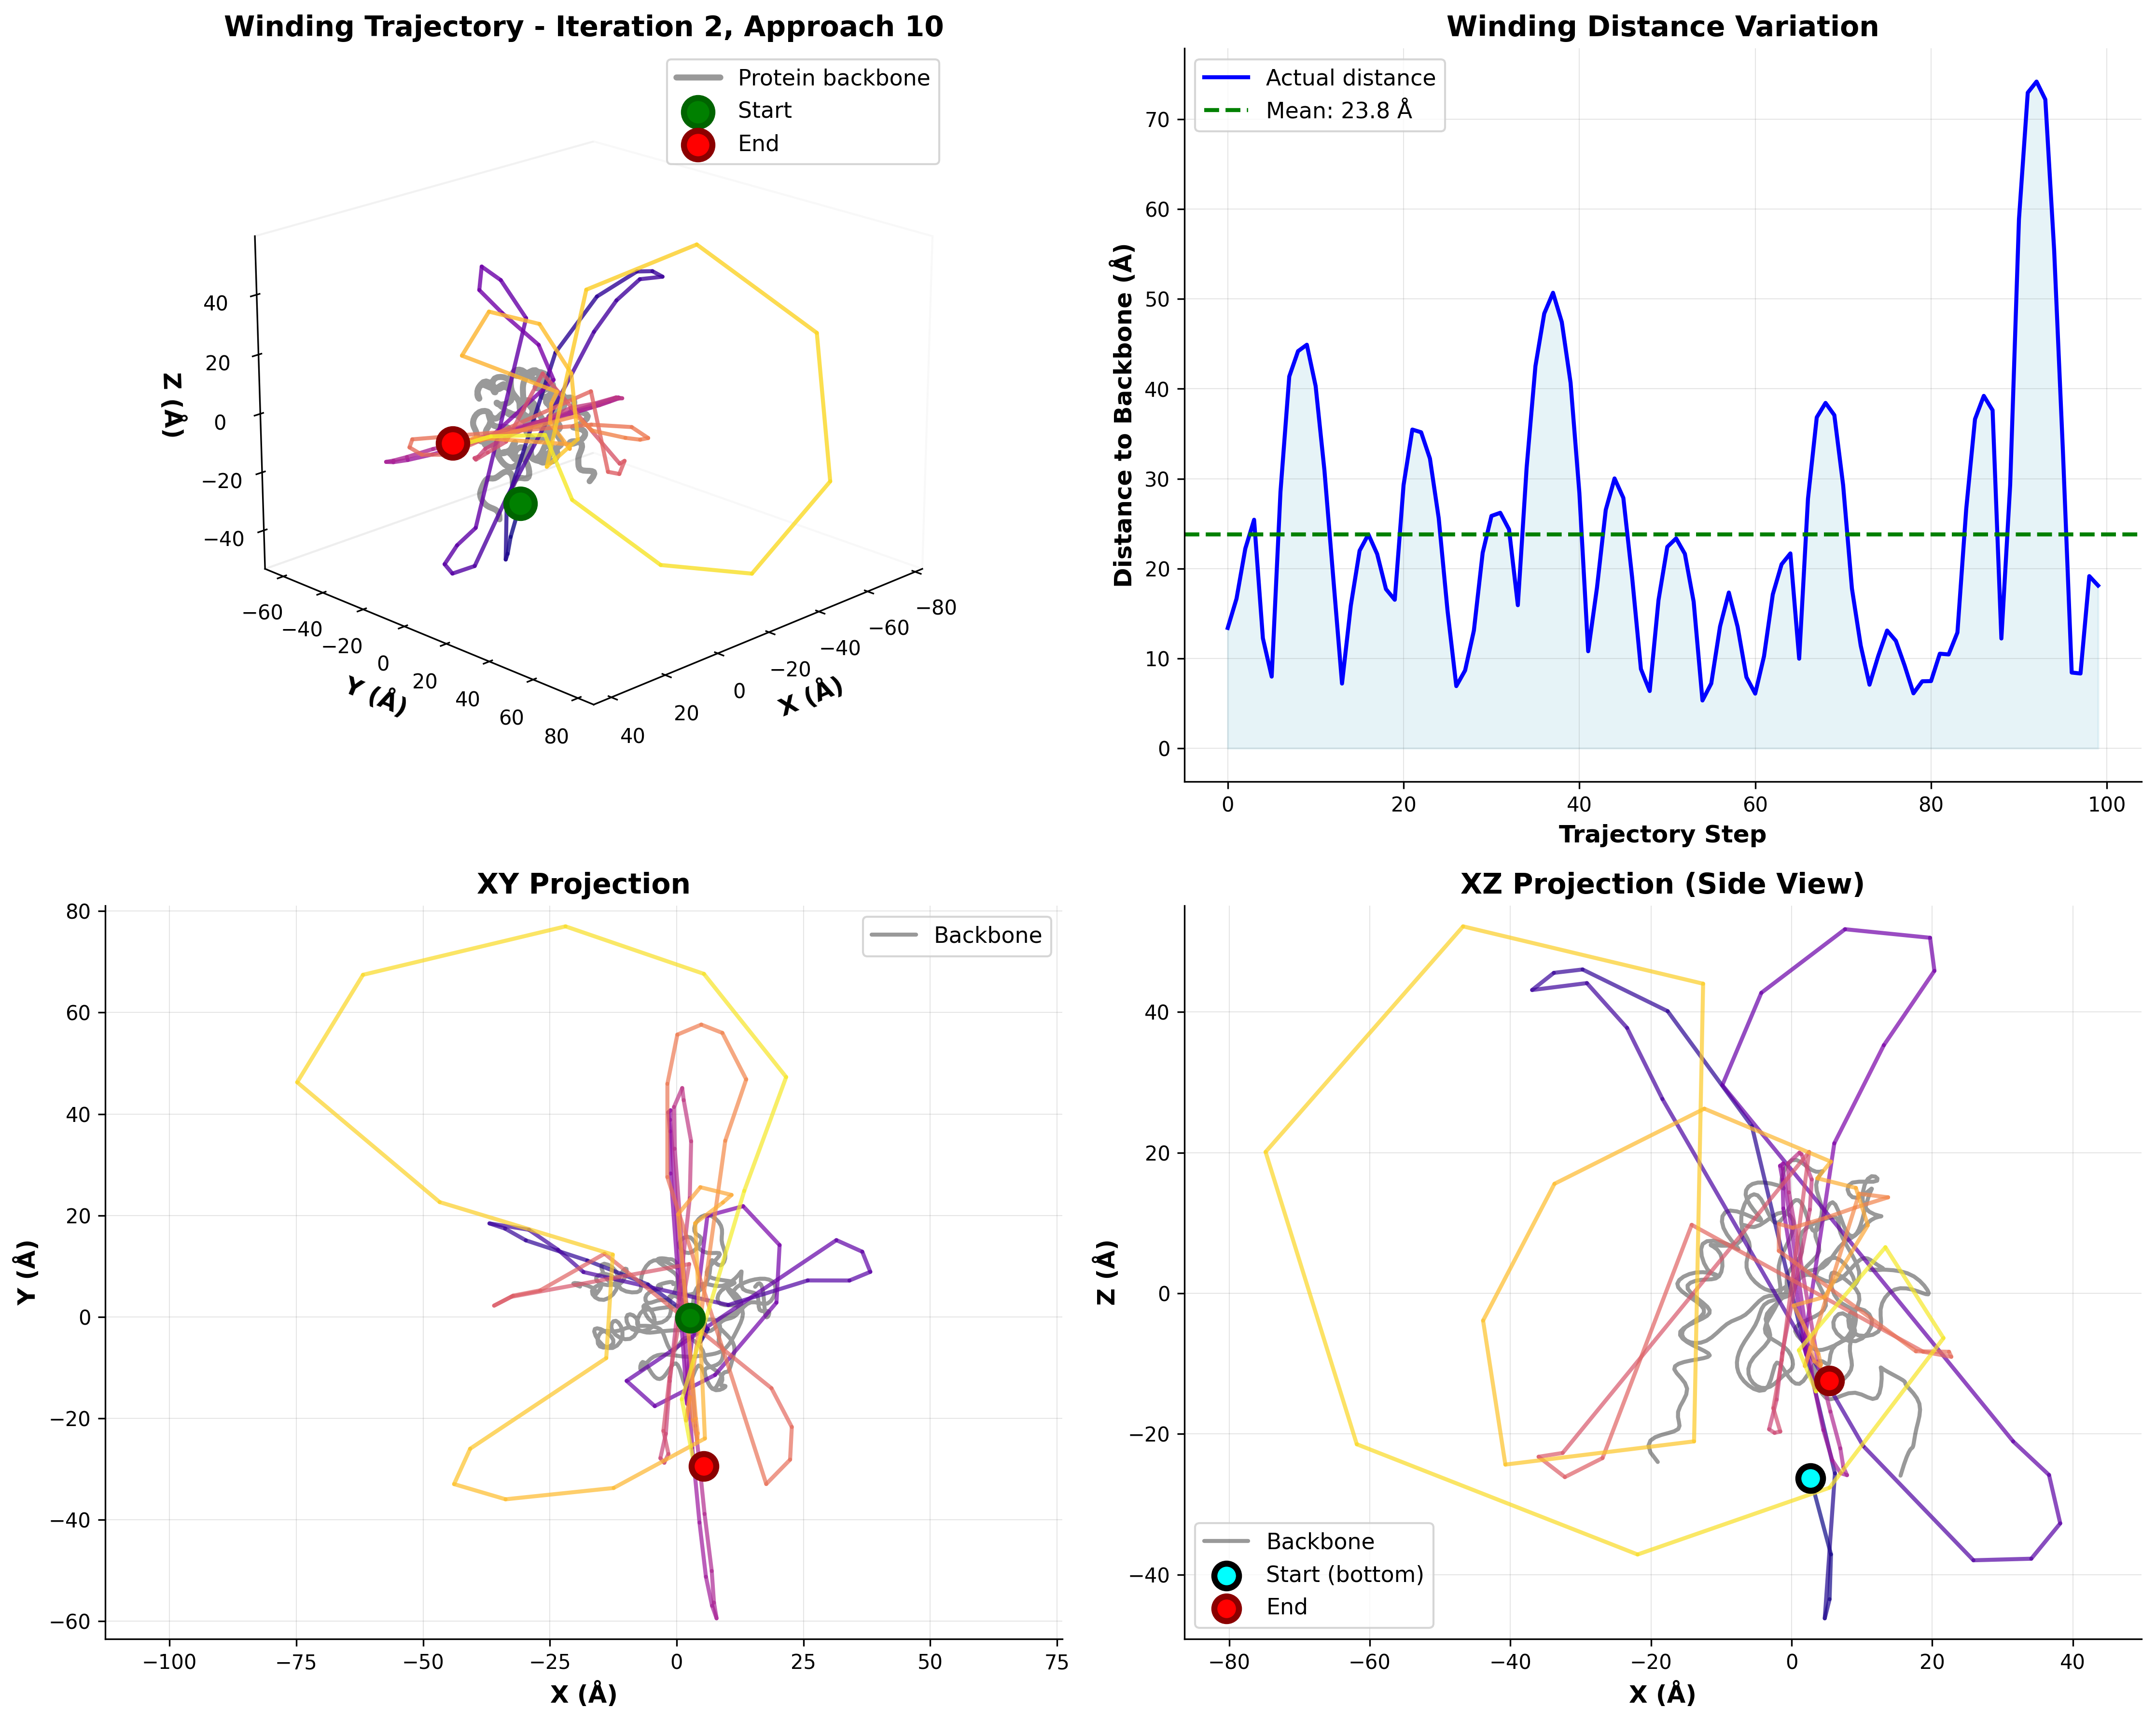 Winding Trajectory - Iteration 2, Approach 10
Protein backbone
Start
End
40
20
0
−20
−40
Z (Å)
−60
−40
−20
0
20
40
60
80
Y (Å)
40
20
0
−20
−40
−60
−80
X (Å)
Winding Distance Variation
Actual distance
Mean: 23.8 Å
70
60
50
40
30
20
10
0
Distance to Backbone (Å)
0 20 40 60 80 100
Trajectory Step
XY Projection
Backbone
80
60
40
20
0
−20
−40
−60
Y (Å)
−100 −75 −50 −25 0 25 50 75
X (Å)
XZ Projection (Side View)
40
20
0
−20
−40
Z (Å)
Backbone
Start (bottom)
End
−80 −60 −40 −20 0 20 40
X (Å)